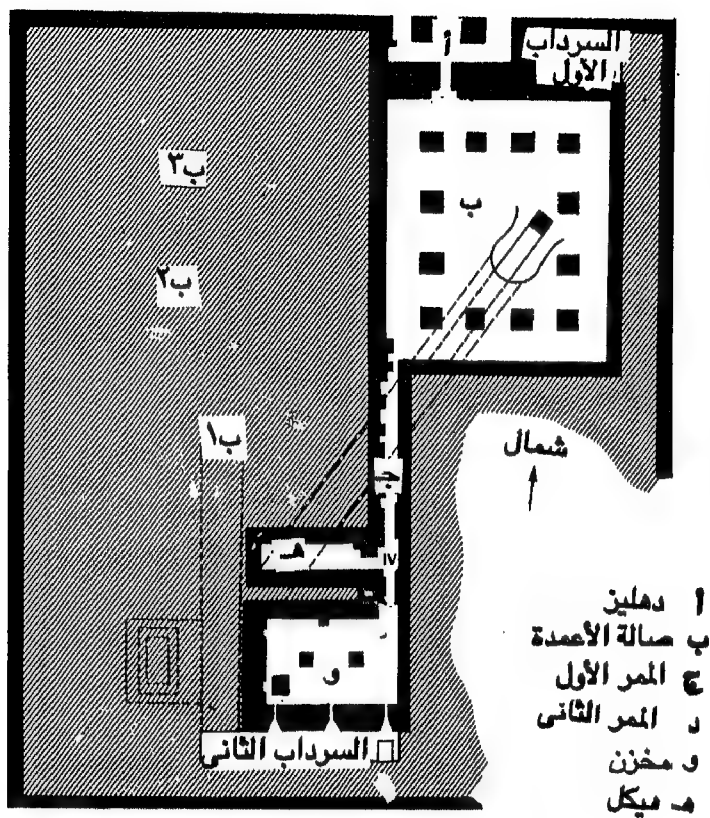 السرداب
الأول
أ
ب٣
ب
ب٢
ب١
شمال
جـ
هـ
IV
د
و
السرداب الثانى
أ دهليز
ب صالة الأعمدة
ج الممر الأول
د الممر الثانى
و مخزن
هـ هيكل